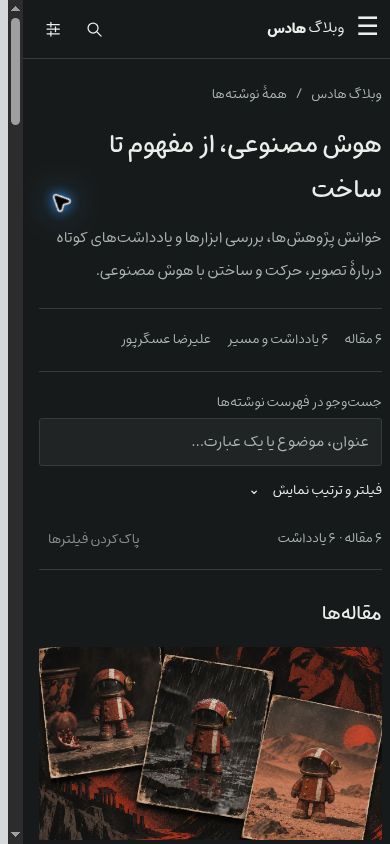 وبلاگ هادس
وبلاگ هادس / همهٔ نوشته‌ها
هوش مصنوعی، از مفهوم تا
ساخت
خوانش پژوهش‌ها، بررسی ابزارها و یادداشت‌های کوتاه
دربارهٔ تصویر، حرکت و ساختن با هوش مصنوعی.
۶ مقاله ۶ یادداشت و مسیر علیرضا عسگرپور
جست‌وجو در فهرست نوشته‌ها
عنوان، موضوع یا یک عبارت…
فیلتر و ترتیب نمایش
۶ مقاله · ۶ یادداشت پاک‌کردن فیلترها
مقاله‌ها